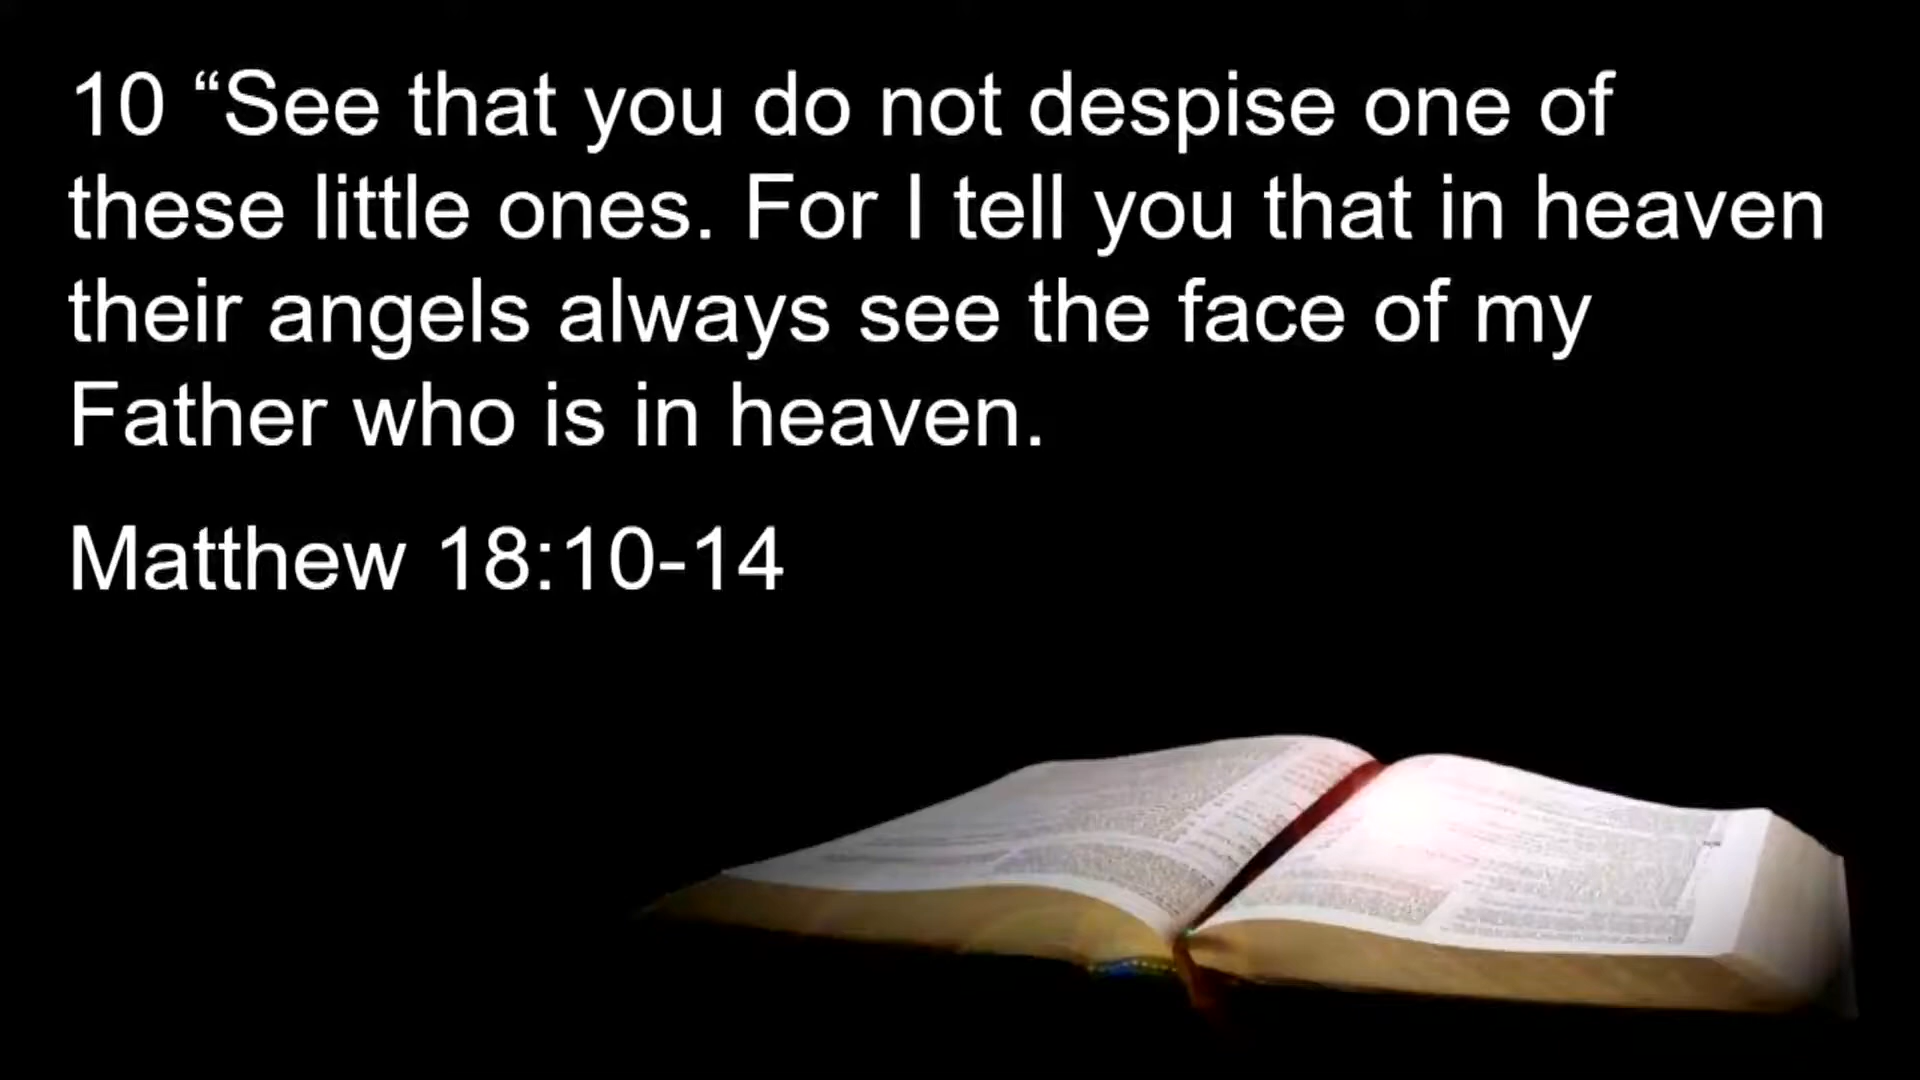 10 “See that you do not despise one of
these little ones. For I tell you that in heaven
their angels always see the face of my
Father who is in heaven.
Matthew 18:10-14